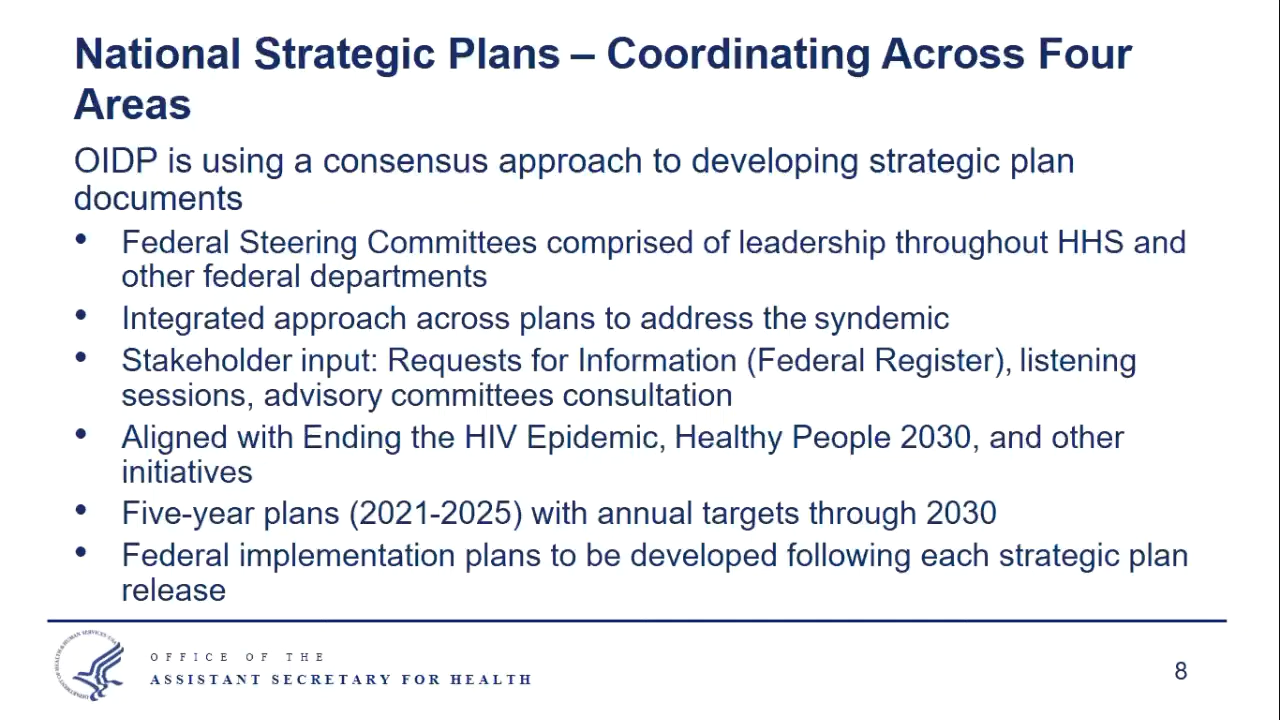 National Strategic Plans – Coordinating Across Four
Areas
OIDP is using a consensus approach to developing strategic plan
documents
• Federal Steering Committees comprised of leadership throughout HHS and
other federal departments
• Integrated approach across plans to address the syndemic
• Stakeholder input: Requests for Information (Federal Register), listening
sessions, advisory committees consultation
• Aligned with Ending the HIV Epidemic, Healthy People 2030, and other
initiatives
• Five-year plans (2021-2025) with annual targets through 2030
• Federal implementation plans to be developed following each strategic plan
release
OFFICE OF THE
ASSISTANT SECRETARY FOR HEALTH
8